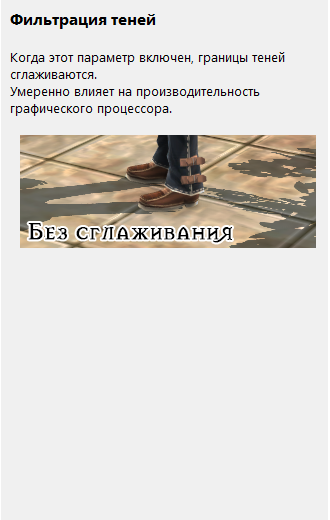 Фильтрация теней
Когда этот параметр включен, границы теней
сглаживаются.
Умеренно влияет на производительность
графического процессора.
Без сглаживания